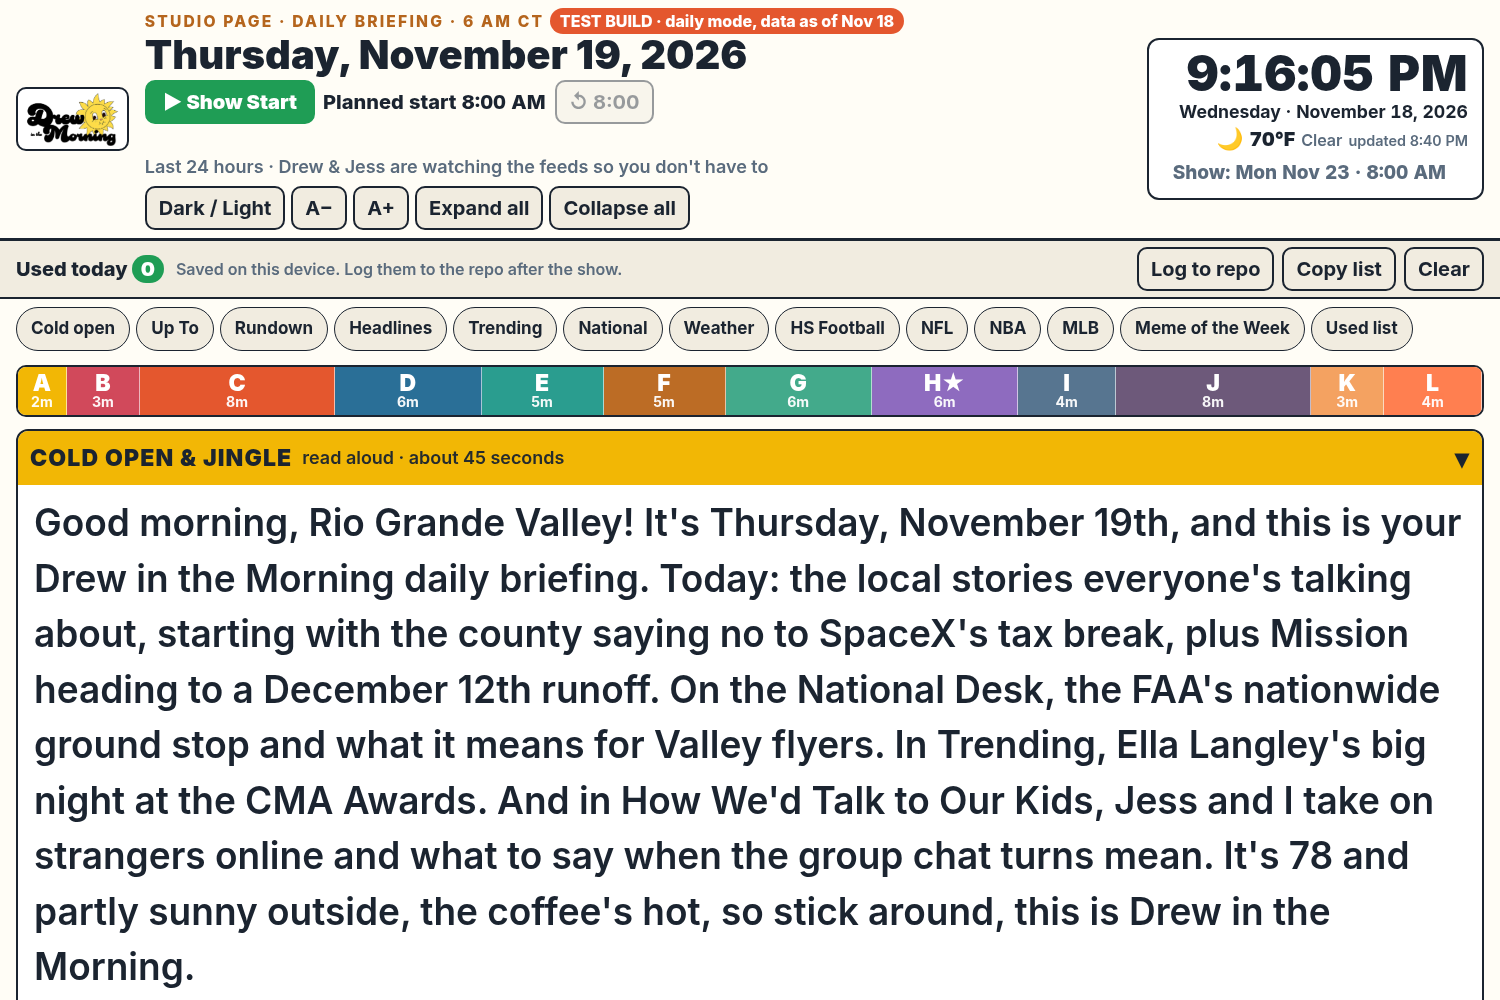 STUDIO PAGE · DAILY BRIEFING · 6 AM CT TEST BUILD · daily mode, data as of Nov 18
Thursday, November 19, 2026
Drew
in the
Morning
▶ Show Start Planned start 8:00 AM ↺ 8:00
Last 24 hours · Drew & Jess are watching the feeds so you don't have to
Dark / Light A− A+ Expand all Collapse all
9:16:05 PM
Wednesday · November 18, 2026
🌙 70°F Clear updated 8:40 PM
Show: Mon Nov 23 · 8:00 AM
Used today 0 Saved on this device. Log them to the repo after the show. Log to repo Copy list Clear
Cold open Up To Rundown Headlines Trending National Weather HS Football NFL NBA MLB Meme of the Week Used list
A B C D E F G H★ I J K L
2m 3m 8m 6m 5m 5m 6m 6m 4m 8m 3m 4m
COLD OPEN & JINGLE read aloud · about 45 seconds ▼
Good morning, Rio Grande Valley! It's Thursday, November 19th, and this is your
Drew in the Morning daily briefing. Today: the local stories everyone's talking
about, starting with the county saying no to SpaceX's tax break, plus Mission
heading to a December 12th runoff. On the National Desk, the FAA's nationwide
ground stop and what it means for Valley flyers. In Trending, Ella Langley's big
night at the CMA Awards. And in How We'd Talk to Our Kids, Jess and I take on
strangers online and what to say when the group chat turns mean. It's 78 and
partly sunny outside, the coffee's hot, so stick around, this is Drew in the
Morning.